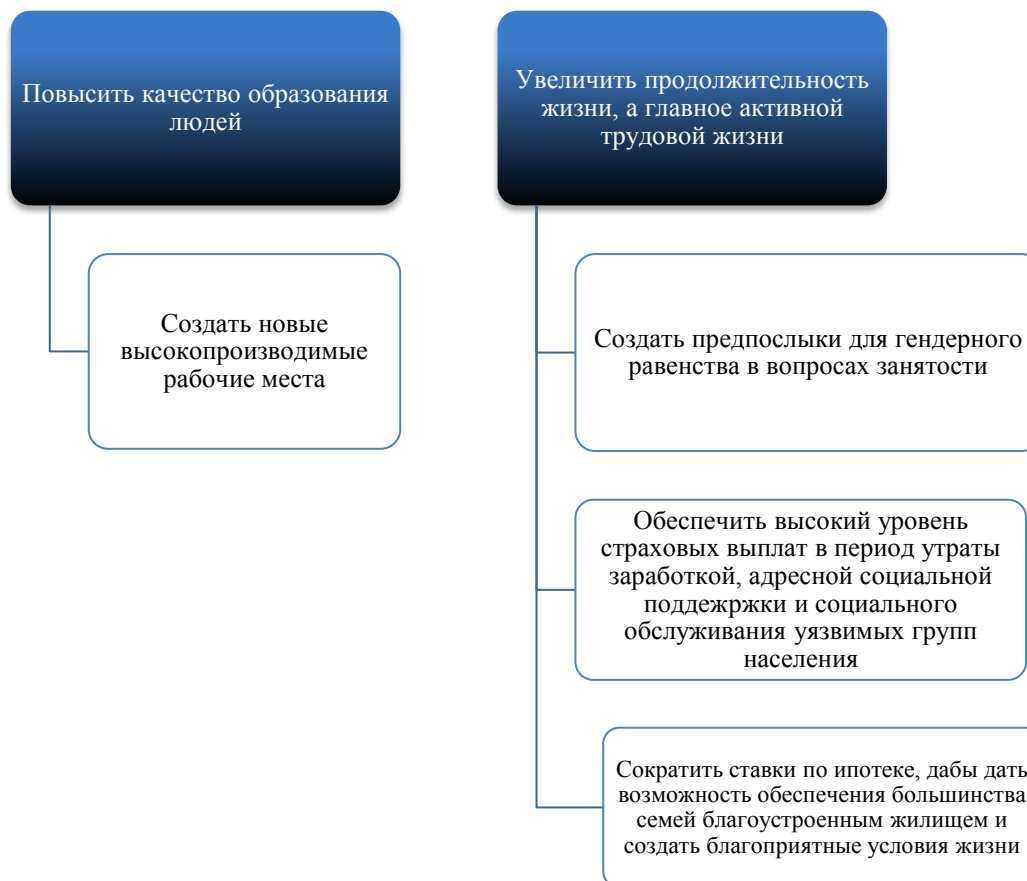 Повысить качество образования
людей
Создать новые
высокопроизводимые
рабочие места
Увеличить продолжительность
жизни, а главное активной
трудовой жизни
Создать предпослыки для гендерного
равенства в вопросах занятости
Обеспечить высокий уровень
страховых выплат в период утраты
заработкой, адресной социальной
поддежржки и социального
обслуживания уязвимых групп
населения
Сократить ставки по ипотеке, дабы дать
возможность обеспечения большинства
семей благоустроенным жилищем и
создать благоприятные условия жизни